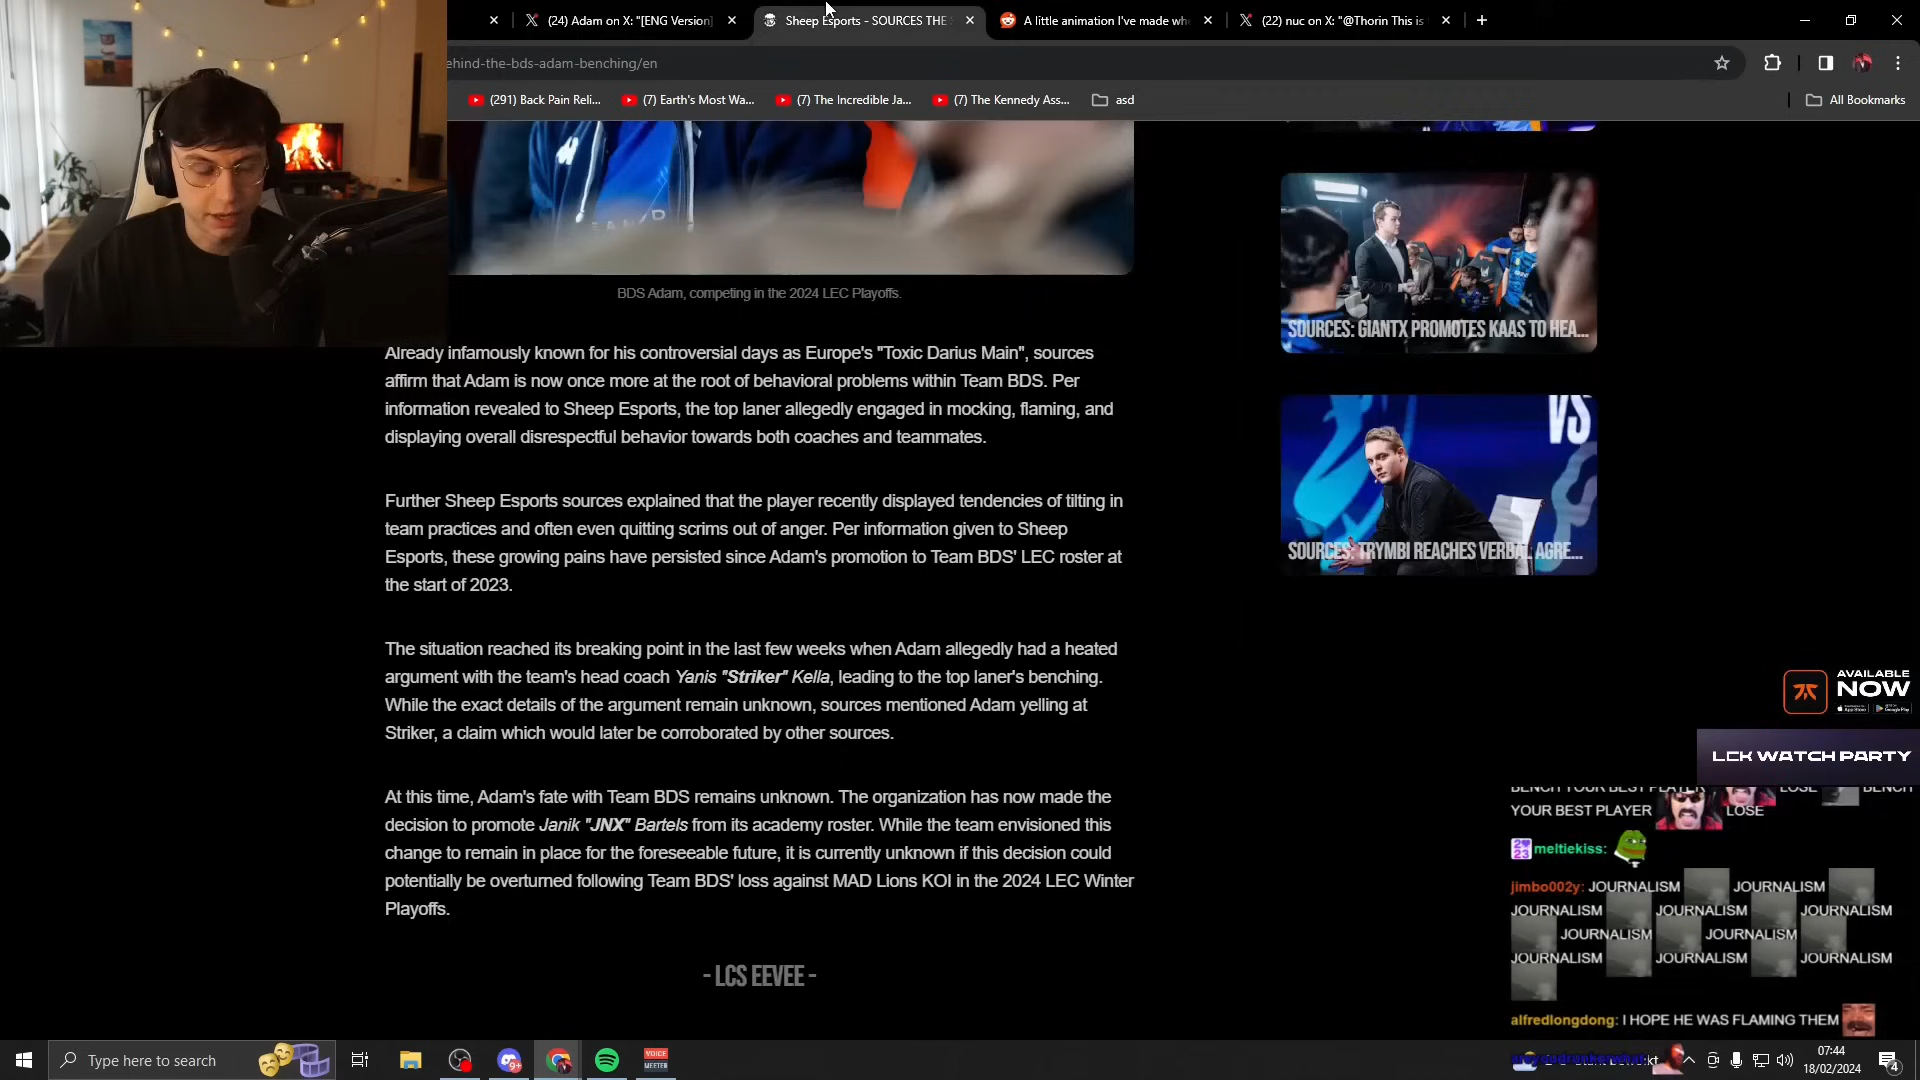 (24) Adam on X: "[ENG Version]
Sheep Esports - SOURCES THE
A little animation I've made wh
(22) nuc on X: "@Thorin This is
ehind-the-bds-adam-benching/en
(291) Back Pain Reli...
(7) Earth's Most Wa...
(7) The Incredible Ja...
(7) The Kennedy Ass...
asd
All Bookmarks
BDS Adam, competing in the 2024 LEC Playoffs.
Already infamously known for his controversial days as Europe's "Toxic Darius Main", sources
affirm that Adam is now once more at the root of behavioral problems within Team BDS. Per
information revealed to Sheep Esports, the top laner allegedly engaged in mocking, flaming, and
displaying overall disrespectful behavior towards both coaches and teammates.
Further Sheep Esports sources explained that the player recently displayed tendencies of tilting in
team practices and often even quitting scrims out of anger. Per information given to Sheep
Esports, these growing pains have persisted since Adam's promotion to Team BDS' LEC roster at
the start of 2023.
The situation reached its breaking point in the last few weeks when Adam allegedly had a heated
argument with the team's head coach Yanis "Striker" Kella, leading to the top laner's benching.
While the exact details of the argument remain unknown, sources mentioned Adam yelling at
Striker, a claim which would later be corroborated by other sources.
At this time, Adam's fate with Team BDS remains unknown. The organization has now made the
decision to promote Janik "JNX" Bartels from its academy roster. While the team envisioned this
change to remain in place for the foreseeable future, it is currently unknown if this decision could
potentially be overturned following Team BDS' loss against MAD Lions KOI in the 2024 LEC Winter
Playoffs.
- LCS EEVEE -
SOURCES: GIANTX PROMOTES KAAS TO HEA...
VS
SOURCES: TRYMBI REACHES VERBAL AGRE...
AVAILABLE
NOW
App Store
Google Play
LCK WATCH PARTY
BENCH YOUR BEST PLAYER LOSE BENCH
YOUR BEST PLAYER LOSE
meltiekiss:
jimbo002y: JOURNALISM JOURNALISM
JOURNALISM JOURNALISM JOURNALISM
JOURNALISM JOURNALISM
JOURNALISM JOURNALISM JOURNALISM
alfredlongdong: I HOPE HE WAS FLAMING THEM
Type here to search
9+
VOICE
MEETER
07:44
18/02/2024
4